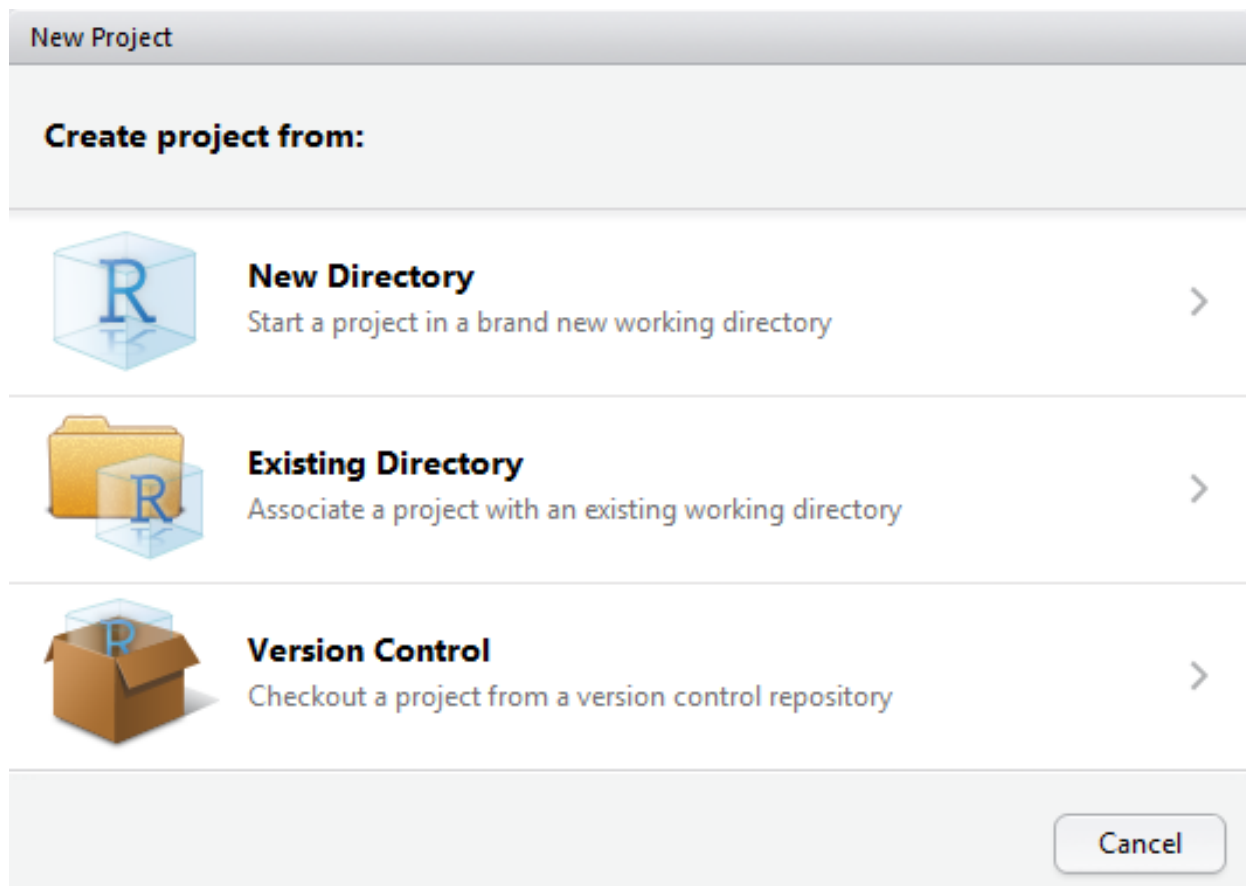 New Project
Create project from:
R
New Directory
Start a project in a brand new working directory
R
Existing Directory
Associate a project with an existing working directory
R
Version Control
Checkout a project from a version control repository
Cancel